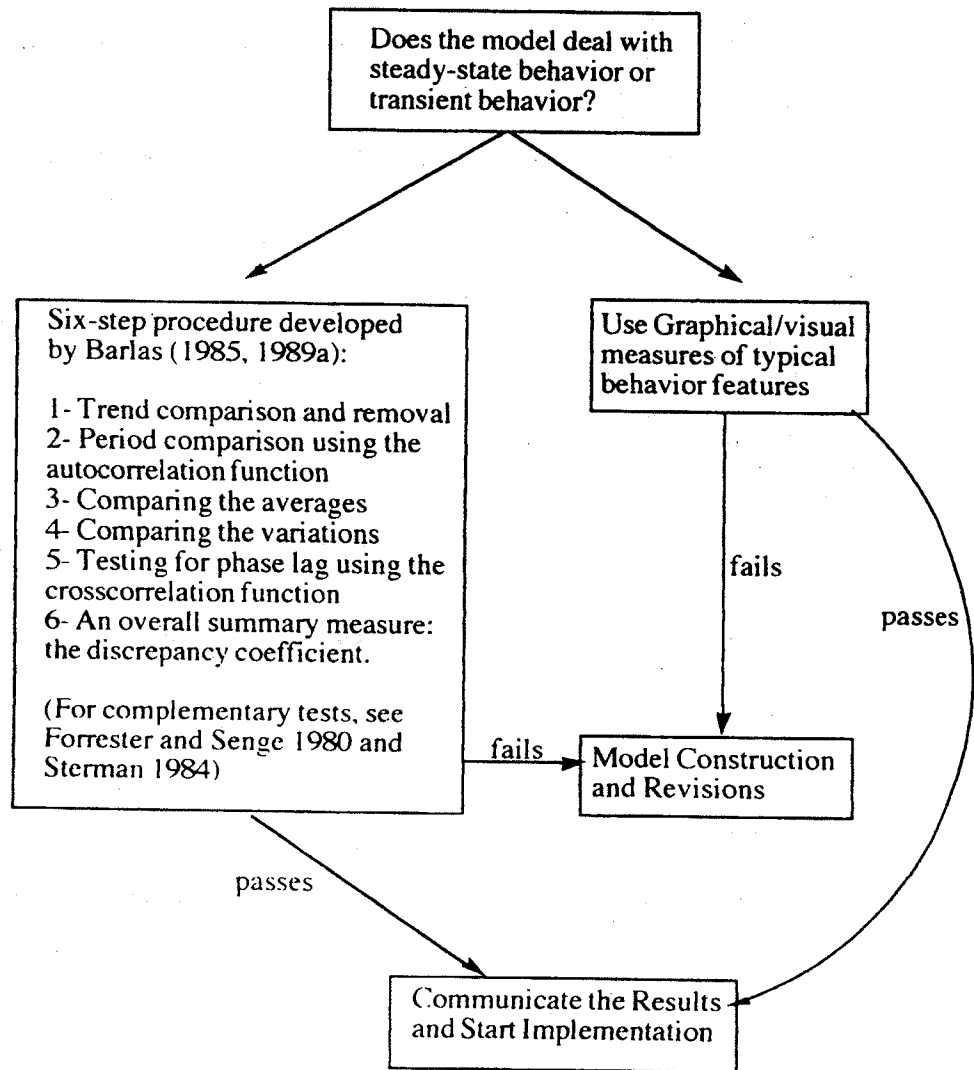 Does the model deal with
steady-state behavior or
transient behavior?
Six-step procedure developed
by Barlas (1985, 1989a):
1- Trend comparison and removal
2- Period comparison using the
autocorrelation function
3- Comparing the averages
4- Comparing the variations
5- Testing for phase lag using the
crosscorrelation function
6- An overall summary measure:
the discrepancy coefficient.
(For complementary tests, see
Forrester and Senge 1980 and
Sterman 1984)
Use Graphical/visual
measures of typical
behavior features
fails
passes
fails
Model Construction
and Revisions
passes
Communicate the Results
and Start Implementation